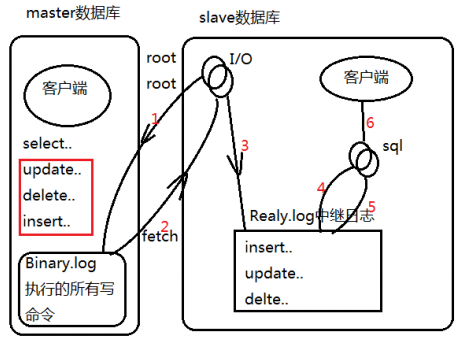 master数据库
slave数据库
root
root
I/O
客户端
客户端
select..
update..
delete..
insert..
1
3
6
sql
4
5
2
fetch
Realy.log中继日志
Binary.log
执行的所有写
命令
insert..
update..
delte..